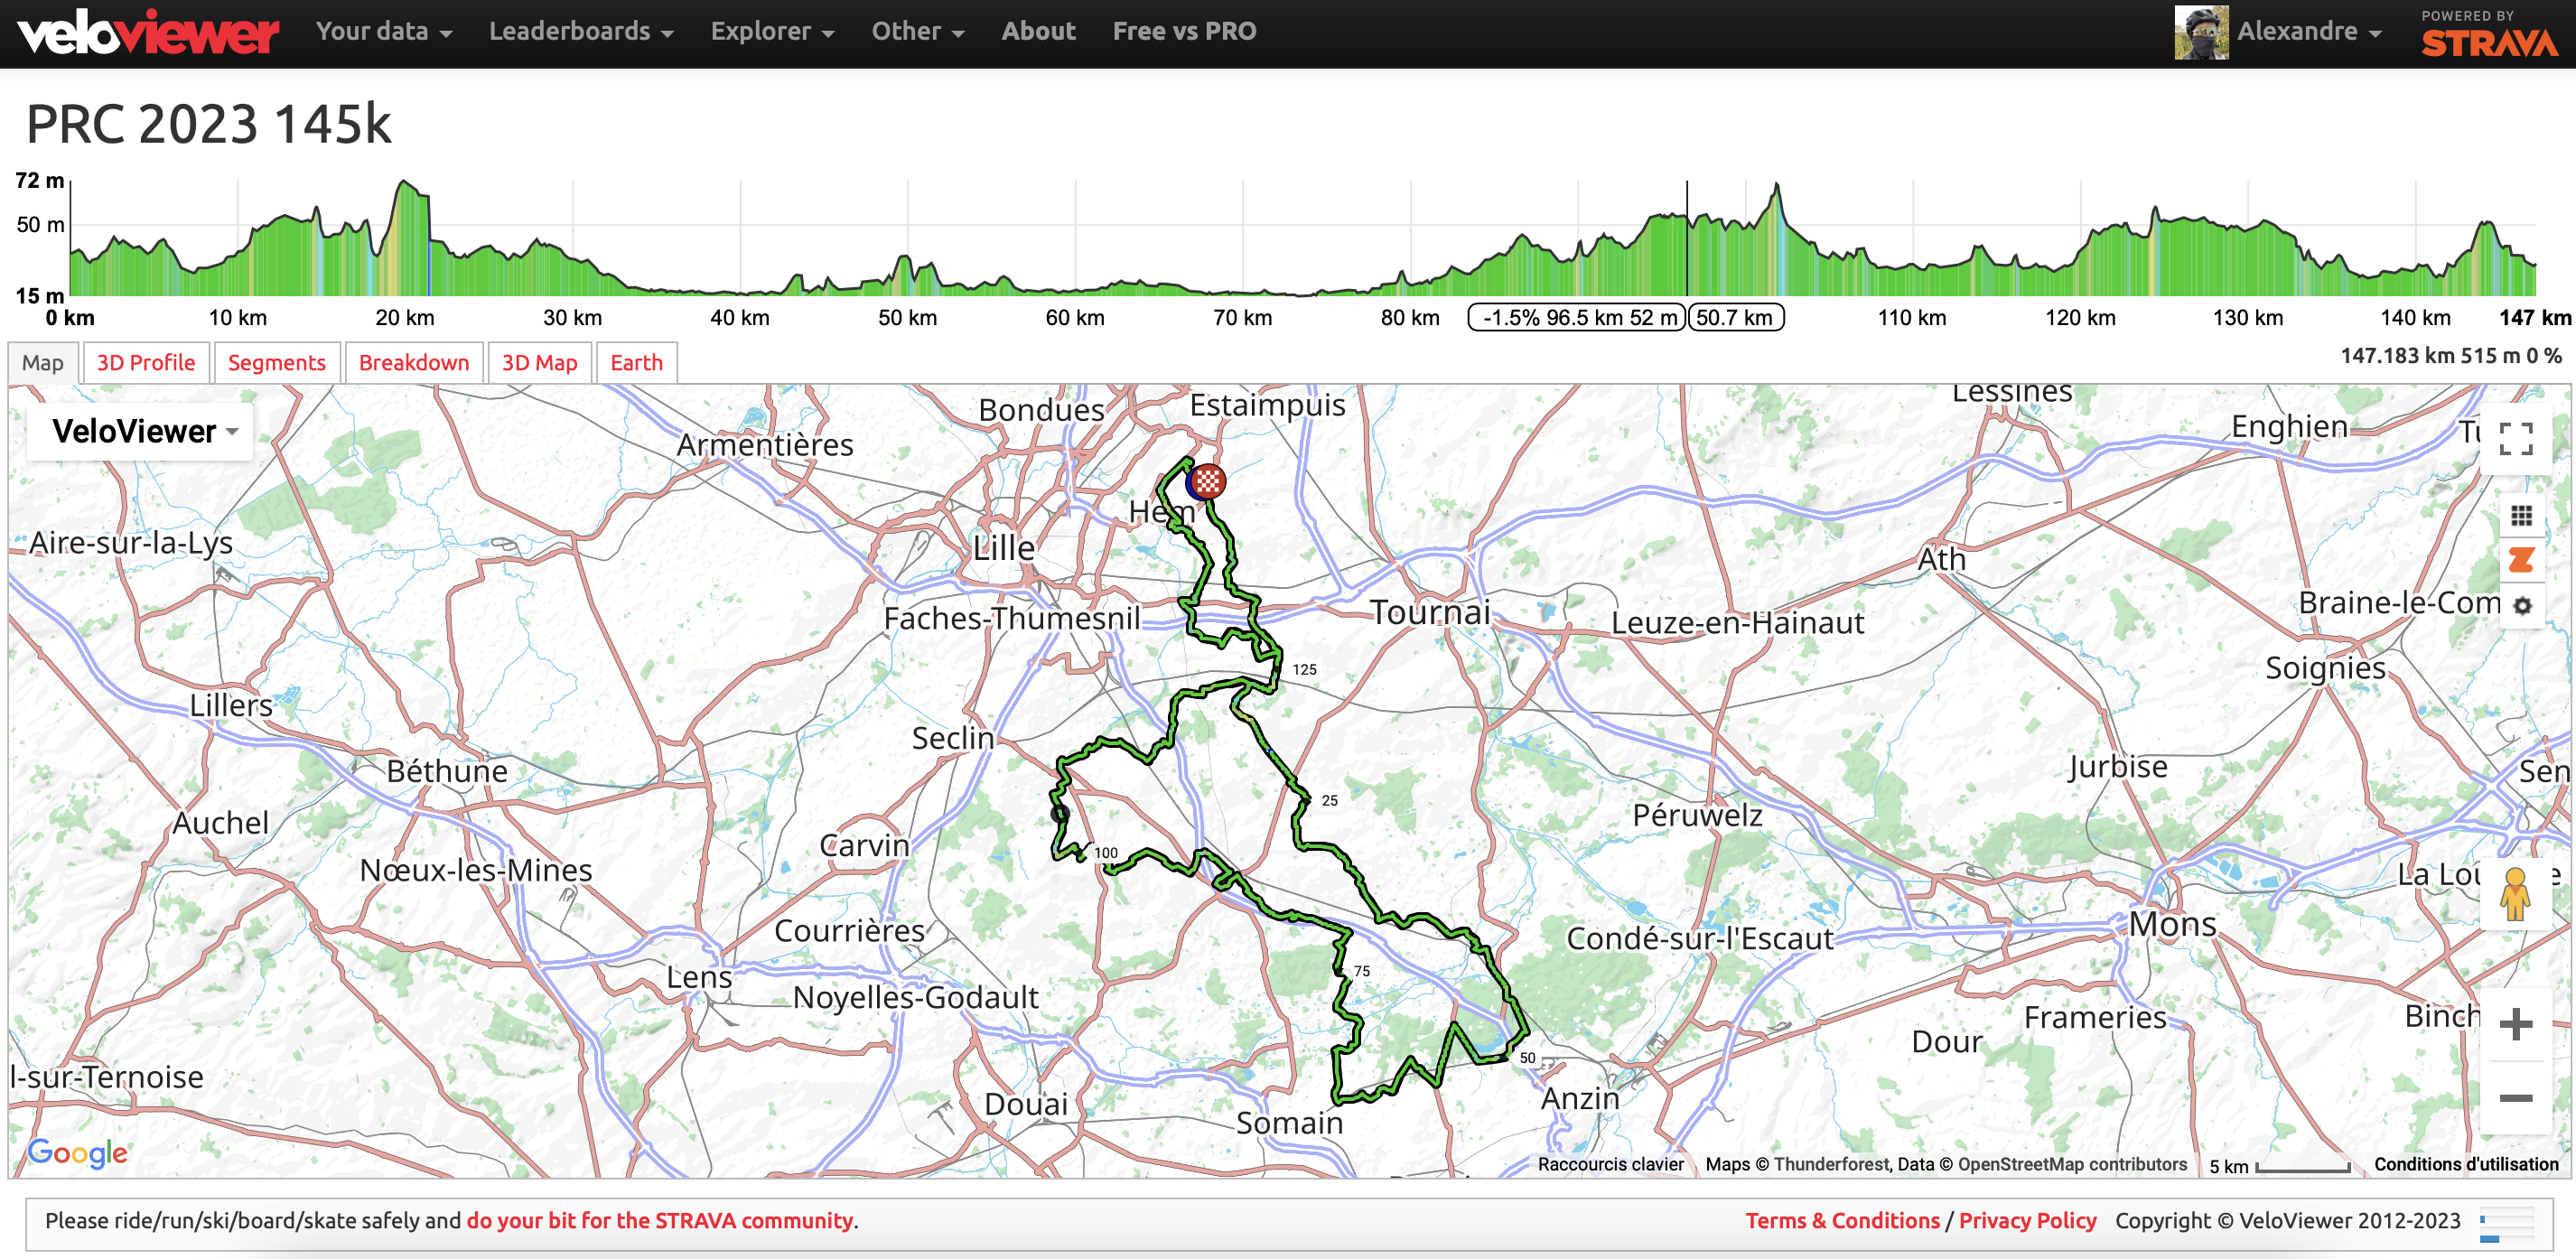 veloviewer Your data Leaderboards Explorer Other About Free vs PRO Alexandre POWERED BY STRAVA
PRC 2023 145k
72 m
50 m
15 m
0 km 10 km 20 km 30 km 40 km 50 km 60 km 70 km 80 km -1.5% 96.5 km 52 m 50.7 km 110 km 120 km 130 km 140 km 147 km
Map 3D Profile Segments Breakdown 3D Map Earth 147.183 km 515 m 0 %
VeloViewer
Bondues
Estaimpuis
Lessines
Enghien
Armentières
Hem
Aire-sur-la-Lys
Lille
Ath
Faches-Thumesnil
Tournai
Leuze-en-Hainaut
Braine-le-Com
125
Soignies
Lillers
Seclin
Béthune
Jurbise
Sen
25
Auchel
Péruwelz
Carvin
100
Nœux-les-Mines
La Lou e
Courrières
Condé-sur-l'Escaut
Mons
75
Lens
Noyelles-Godault
Frameries
Binch
Dour
50
l-sur-Ternoise
Douai
Anzin
Somain
Google
Raccourcis clavier Maps © Thunderforest, Data © OpenStreetMap contributors 5 km Conditions d'utilisation
Please ride/run/ski/board/skate safely and do your bit for the STRAVA community. Terms & Conditions / Privacy Policy Copyright © VeloViewer 2012-2023